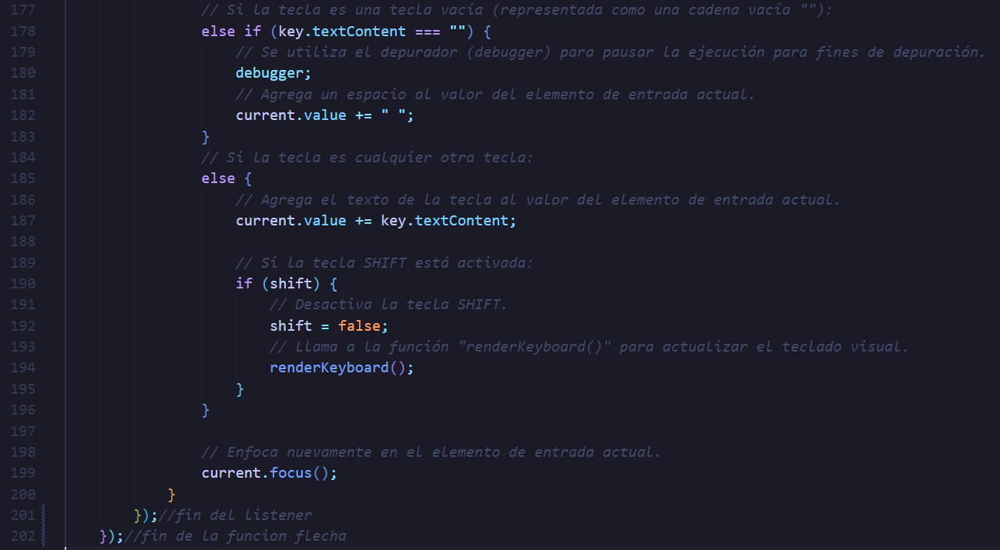 177 // Si la tecla es una tecla vacía (representada como una cadena vacía ""):
178 else if (key.textContent === "") {
179 // Se utiliza el depurador (debugger) para pausar la ejecución para fines de depuración.
180 debugger;
181 // Agrega un espacio al valor del elemento de entrada actual.
182 current.value += " ";
183 }
184 // Si la tecla es cualquier otra tecla:
185 else {
186 // Agrega el texto de la tecla al valor del elemento de entrada actual.
187 current.value += key.textContent;
188
189 // Si la tecla SHIFT está activada:
190 if (shift) {
191 // Desactiva la tecla SHIFT.
192 shift = false;
193 // Llama a la función "renderKeyboard()" para actualizar el teclado visual.
194 renderKeyboard();
195 }
196 }
197
198 // Enfoca nuevamente en el elemento de entrada actual.
199 current.focus();
200 }
201 });//fin del listener
202 });//fin de la funcion flecha